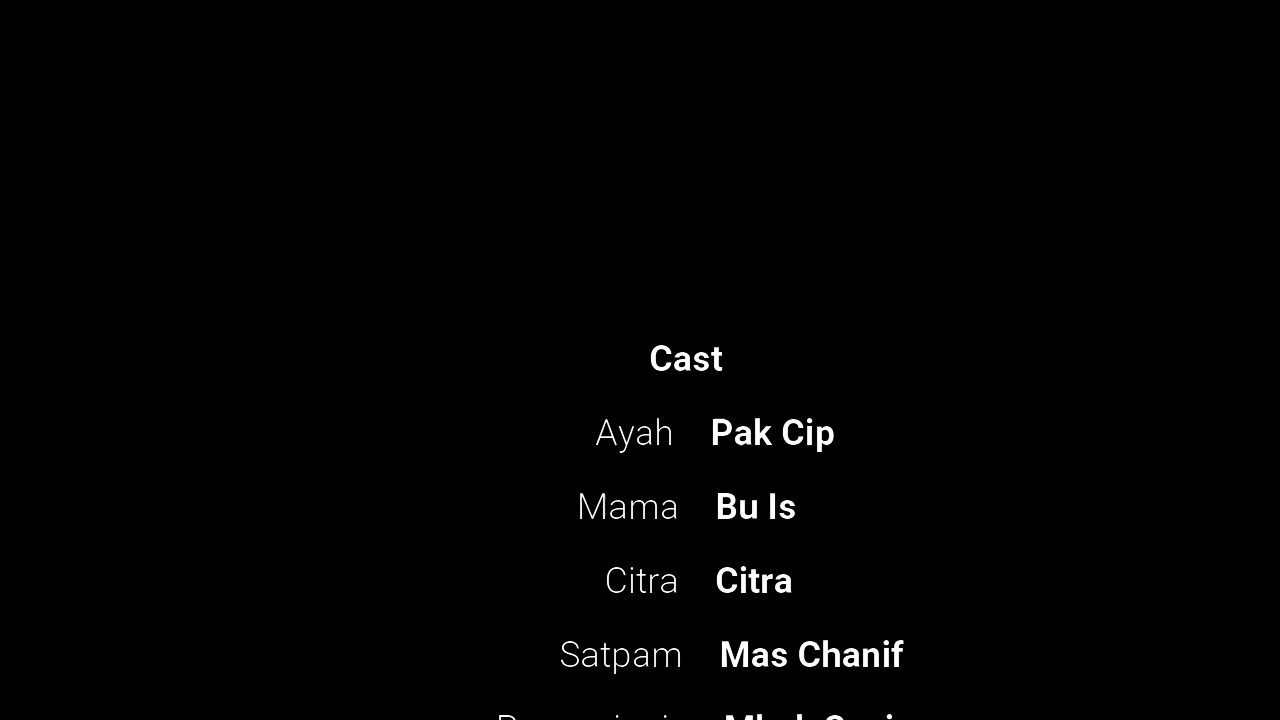 Cast
Ayah Pak Cip
Mama Bu Is
Citra Citra
Satpam Mas Chanif